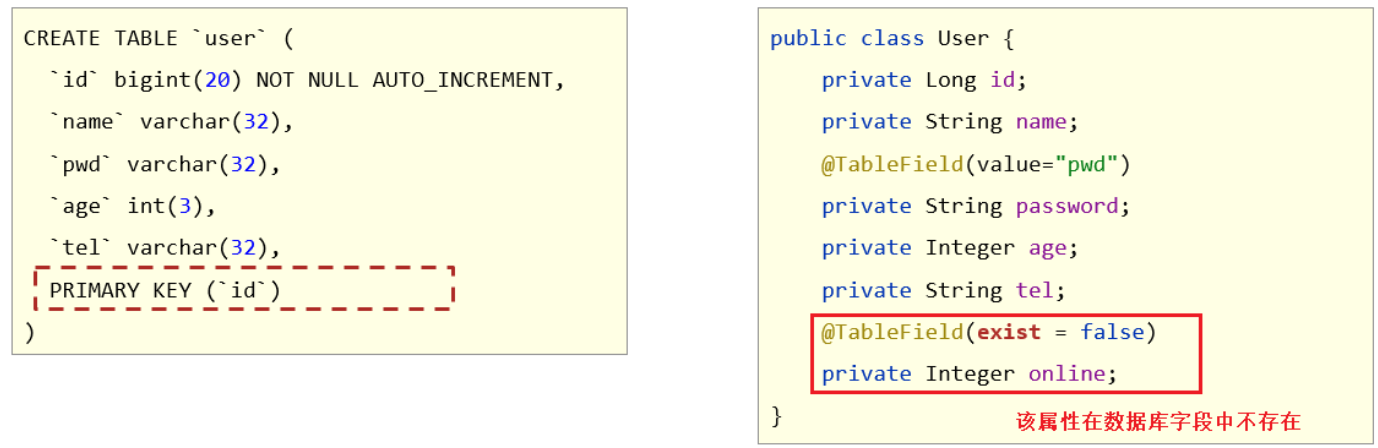 CREATE TABLE `user` (
`id` bigint(20) NOT NULL AUTO_INCREMENT,
`name` varchar(32),
`pwd` varchar(32),
`age` int(3),
`tel` varchar(32),
PRIMARY KEY (`id`)
)
public class User {
private Long id;
private String name;
@TableField(value="pwd")
private String password;
private Integer age;
private String tel;
@TableField(exist = false)
private Integer online;
}
该属性在数据库字段中不存在